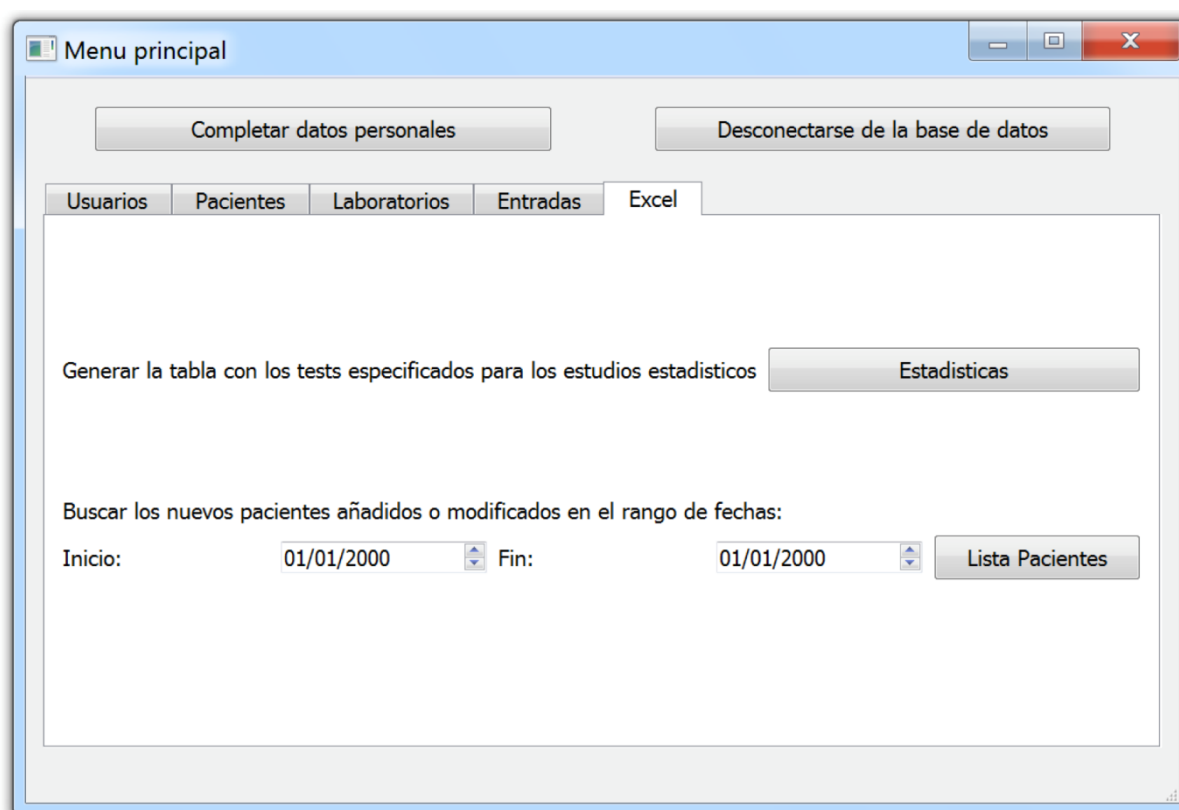 Menu principal
Completar datos personales Desconectarse de la base de datos
Usuarios Pacientes Laboratorios Entradas Excel
Generar la tabla con los tests especificados para los estudios estadisticos Estadisticas
Buscar los nuevos pacientes añadidos o modificados en el rango de fechas:
Inicio: 01/01/2000 Fin: 01/01/2000 Lista Pacientes